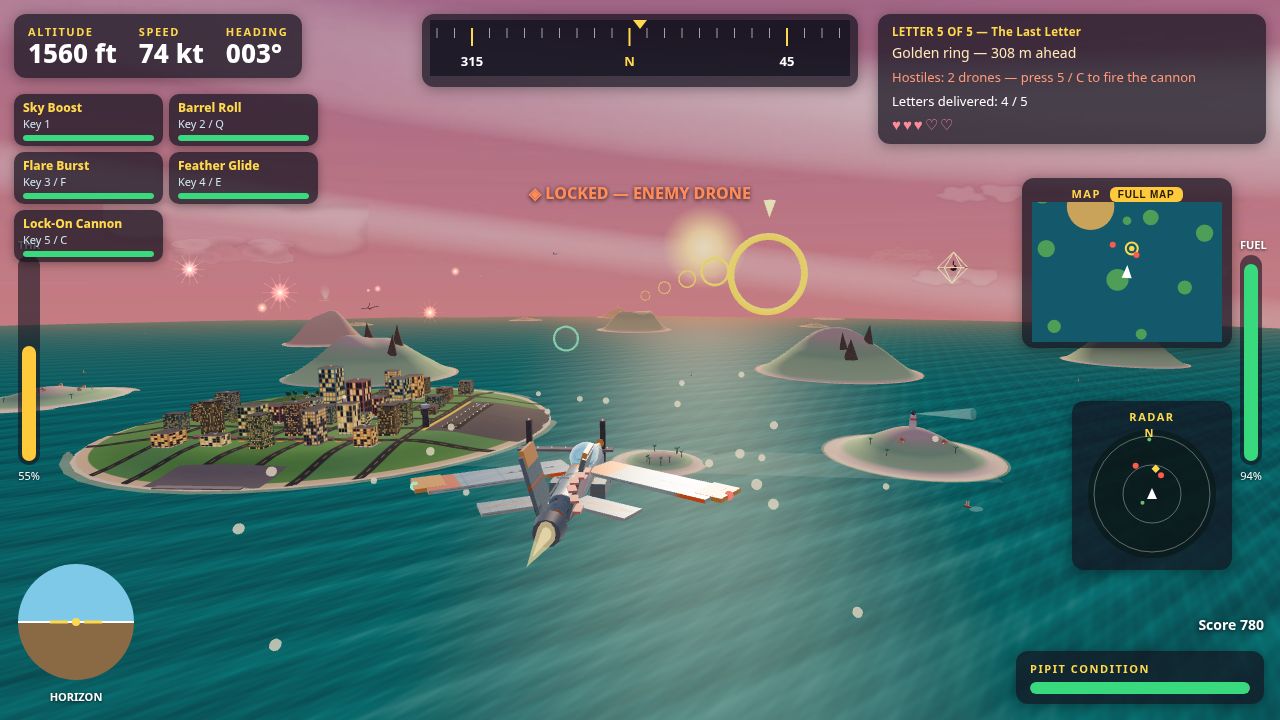 ALTITUDE SPEED HEADING
1560 ft 74 kt 003°
315 N 45
LETTER 5 OF 5 — The Last Letter
Golden ring — 308 m ahead
Hostiles: 2 drones — press 5 / C to fire the cannon
Letters delivered: 4 / 5
♥♥♥♡♡
Sky Boost
Key 1
Barrel Roll
Key 2 / Q
Flare Burst
Key 3 / F
Feather Glide
Key 4 / E
Lock-On Cannon
Key 5 / C
◈ LOCKED — ENEMY DRONE
MAP FULL MAP
FUEL
94%
55%
RADAR
N
HORIZON
Score 780
PIPIT CONDITION